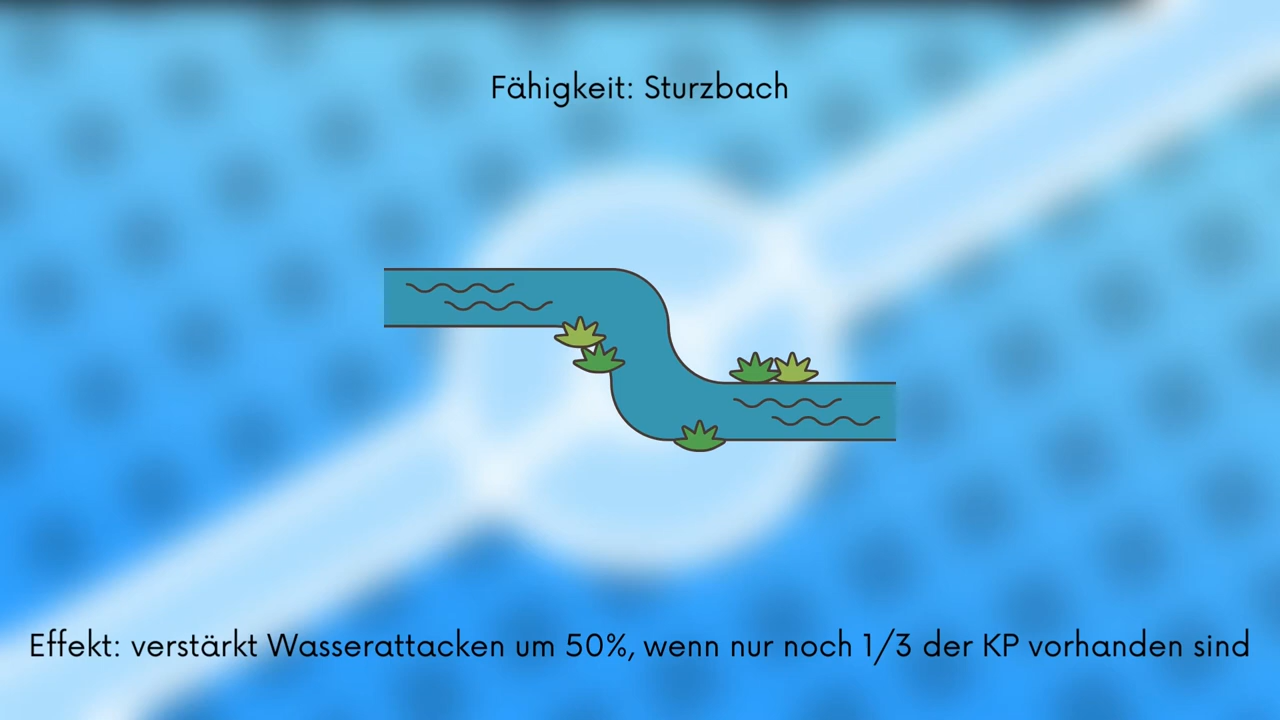 Fähigkeit: Sturzbach
Effekt: verstärkt Wasserattacken um 50%, wenn nur noch 1/3 der KP vorhanden sind